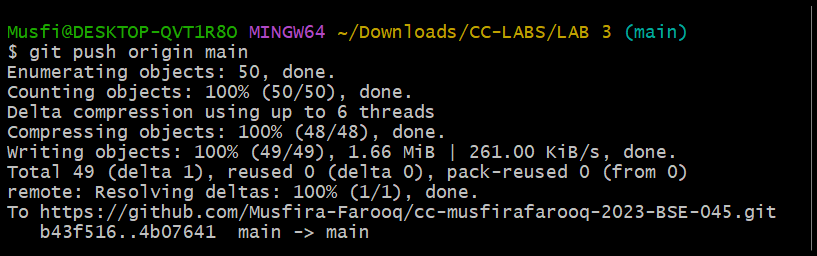 Musfi@DESKTOP-QVT1R8O MINGW64 ~/Downloads/CC-LABS/LAB 3 (main)
$ git push origin main
Enumerating objects: 50, done.
Counting objects: 100% (50/50), done.
Delta compression using up to 6 threads
Compressing objects: 100% (48/48), done.
Writing objects: 100% (49/49), 1.66 MiB | 261.00 KiB/s, done.
Total 49 (delta 1), reused 0 (delta 0), pack-reused 0 (from 0)
remote: Resolving deltas: 100% (1/1), done.
To https://github.com/Musfira-Farooq/cc-musfirafarooq-2023-BSE-045.git
   b43f516..4b07641  main -> main